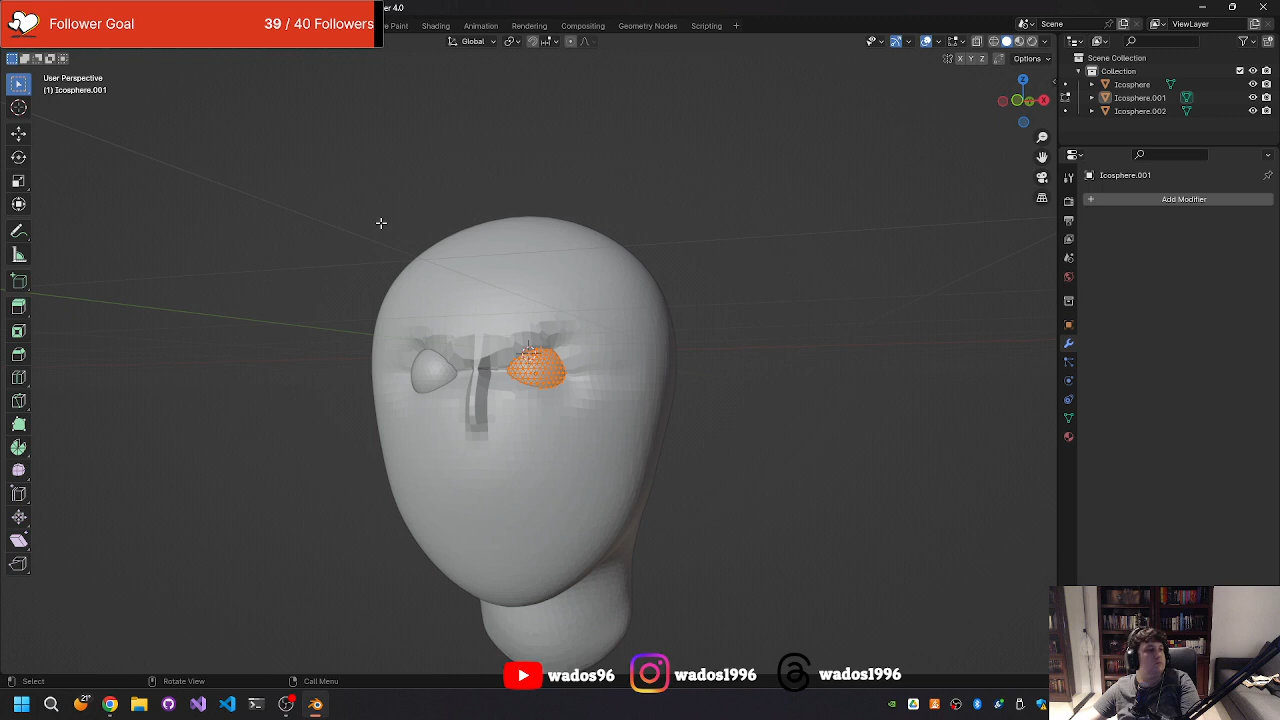 Follower Goal 39 / 40 Followers
4.0
e Paint Shading Animation Rendering Compositing Geometry Nodes Scripting +
Scene
ViewLayer
Global
X Y Z
Options
User Perspective
(1) Icosphere.001
Z
X
Scene Collection
Collection
Icosphere
Icosphere.001
Icosphere.002
Icosphere.001
Add Modifier
Select
Rotate View
Call Menu
wados96
wados1996
wados1996